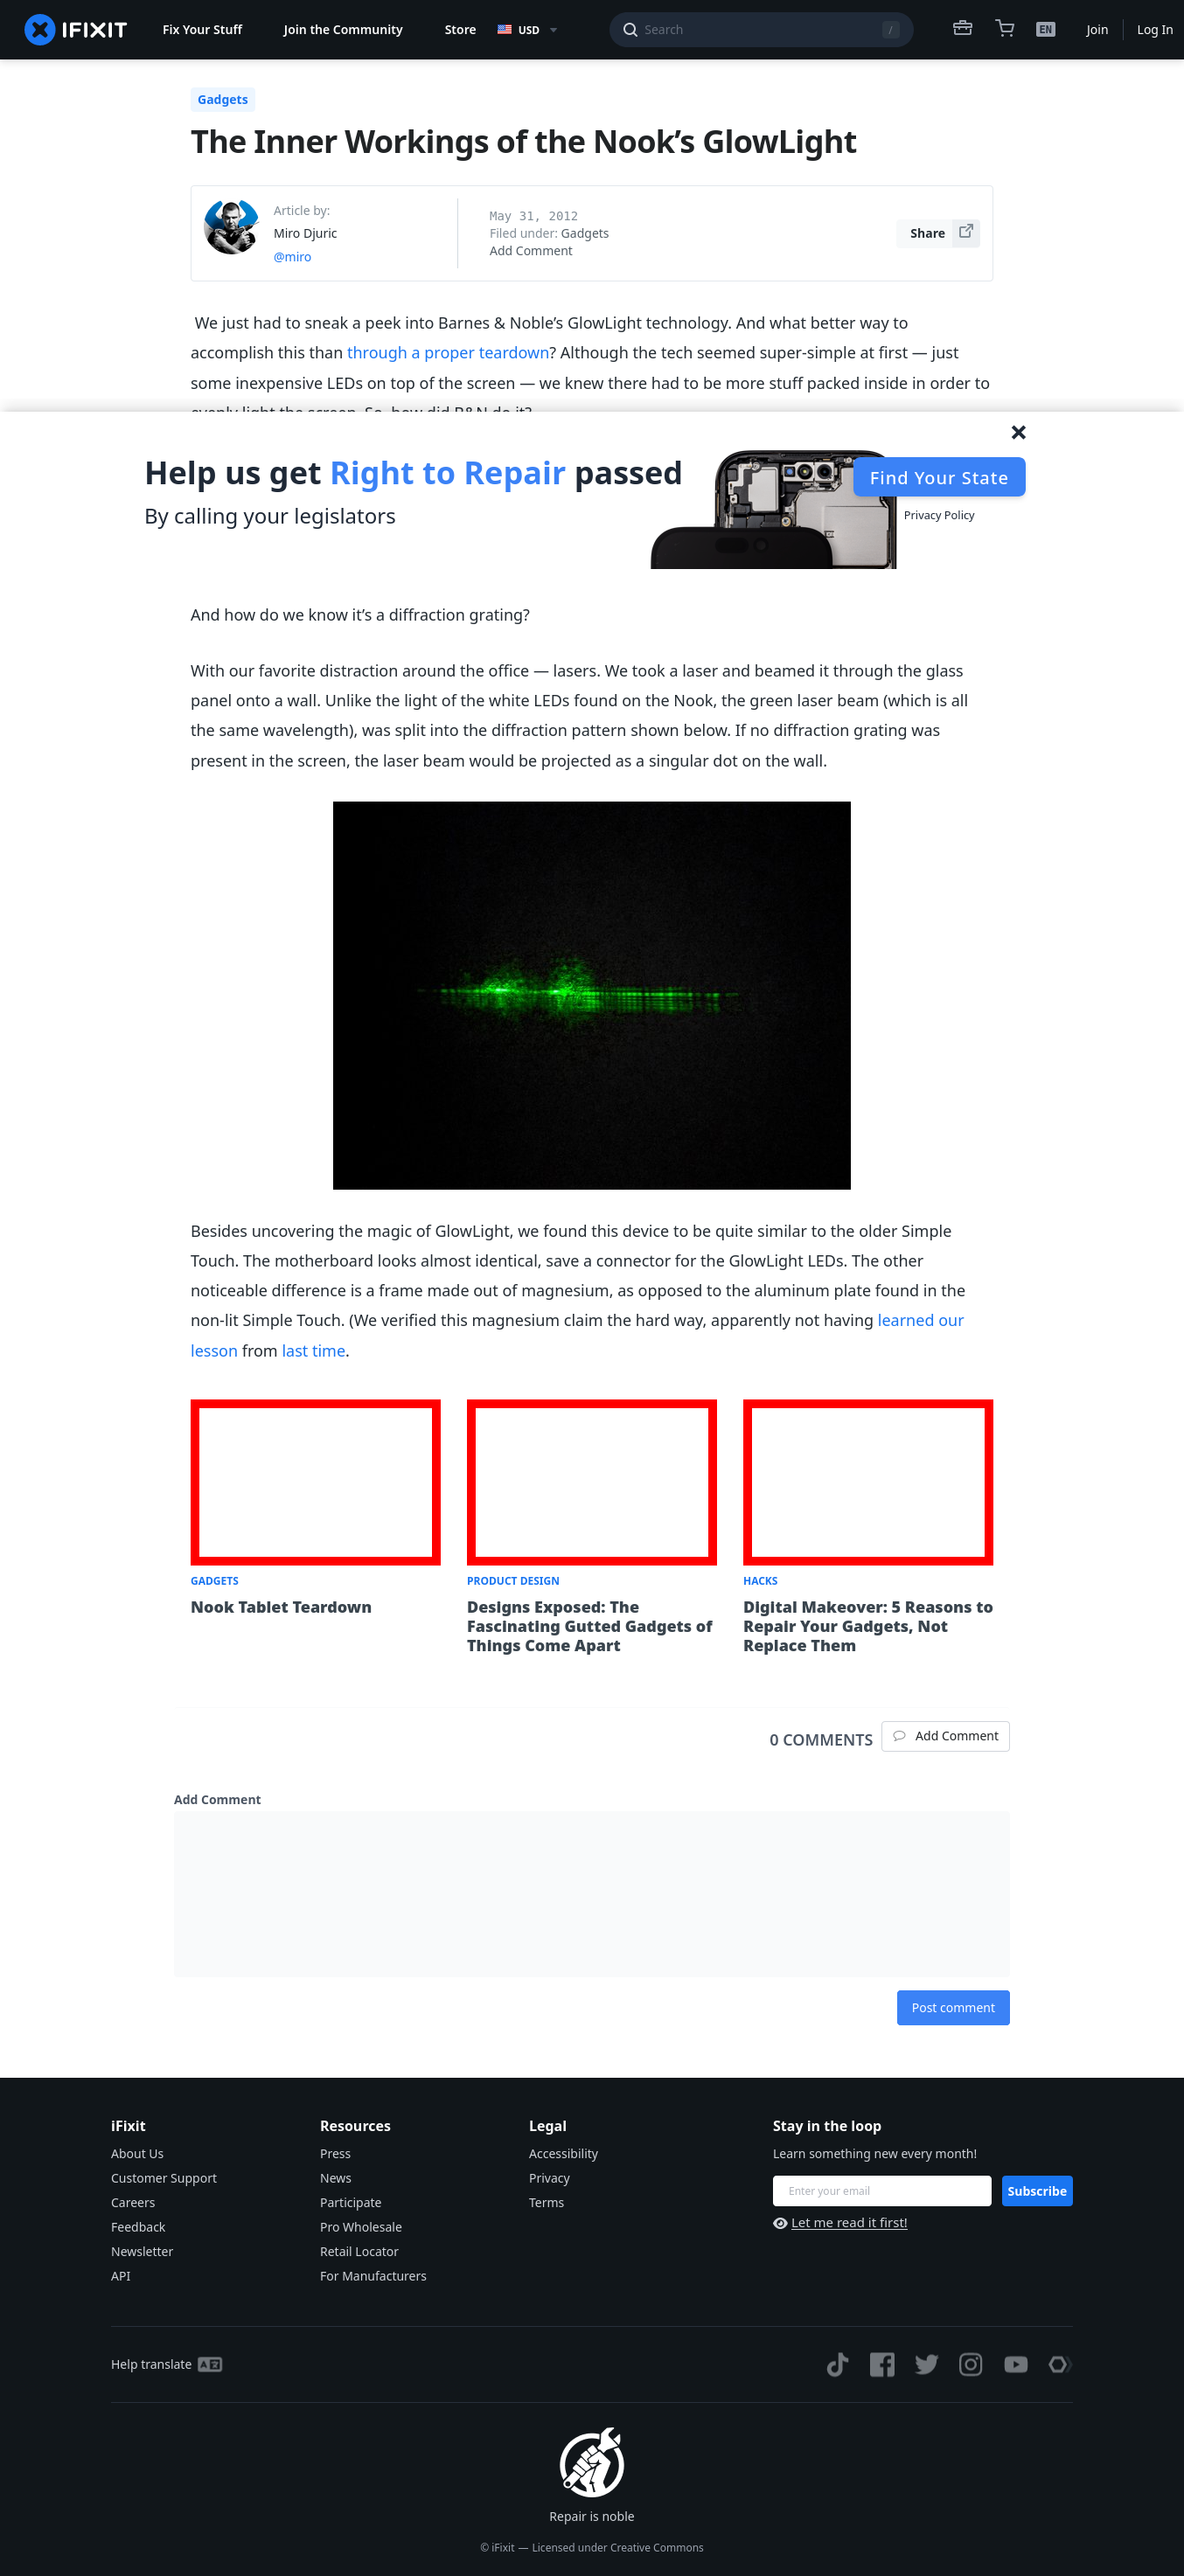 IFIXIT
Fix Your Stuff
Join the Community
Store
USD
Search
/
EN
Join
Log In
Gadgets
The Inner Workings of the Nook’s GlowLight
Article by:
Miro Djuric
@miro
May 31, 2012
Filed under: Gadgets
Add Comment
Share
We just had to sneak a peek into Barnes & Noble’s GlowLight technology. And what better way to
accomplish this than through a proper teardown? Although the tech seemed super-simple at first — just
some inexpensive LEDs on top of the screen — we knew there had to be more stuff packed inside in order to
evenly light the screen. So, how did B&N do it?
Help us get Right to Repair passed
By calling your legislators
Find Your State
Privacy Policy
And how do we know it’s a diffraction grating?
With our favorite distraction around the office — lasers. We took a laser and beamed it through the glass
panel onto a wall. Unlike the light of the white LEDs found on the Nook, the green laser beam (which is all
the same wavelength), was split into the diffraction pattern shown below. If no diffraction grating was
present in the screen, the laser beam would be projected as a singular dot on the wall.
Besides uncovering the magic of GlowLight, we found this device to be quite similar to the older Simple
Touch. The motherboard looks almost identical, save a connector for the GlowLight LEDs. The other
noticeable difference is a frame made out of magnesium, as opposed to the aluminum plate found in the
non-lit Simple Touch. (We verified this magnesium claim the hard way, apparently not having learned our
lesson from last time.
GADGETS
Nook Tablet Teardown
PRODUCT DESIGN
Designs Exposed: The
Fascinating Gutted Gadgets of
Things Come Apart
HACKS
Digital Makeover: 5 Reasons to
Repair Your Gadgets, Not
Replace Them
0 COMMENTS
Add Comment
Add Comment
Post comment
iFixit
About Us
Customer Support
Careers
Feedback
Newsletter
API
Resources
Press
News
Participate
Pro Wholesale
Retail Locator
For Manufacturers
Legal
Accessibility
Privacy
Terms
Stay in the loop
Learn something new every month!
Enter your email
Subscribe
Let me read it first!
Help translate
Repair is noble
© iFixit — Licensed under Creative Commons